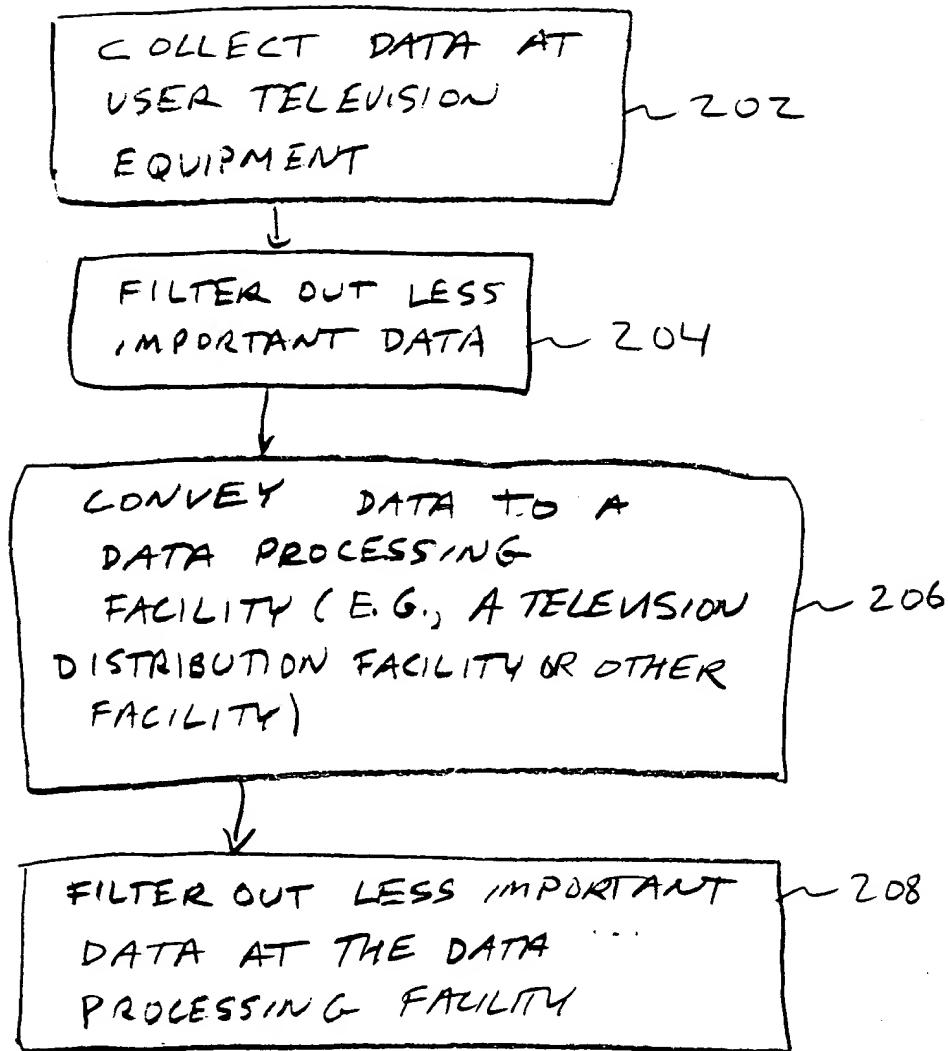 COLLECT DATA AT
USER TELEVISION
EQUIPMENT
202
FILTER OUT LESS
IMPORTANT DATA
204
CONVEY DATA TO A
DATA PROCESSING
FACILITY (E.G., A TELEVISION
DISTRIBUTION FACILITY OR OTHER
FACILITY)
206
FILTER OUT LESS IMPORTANT
DATA AT THE DATA
PROCESSING FACILITY
208